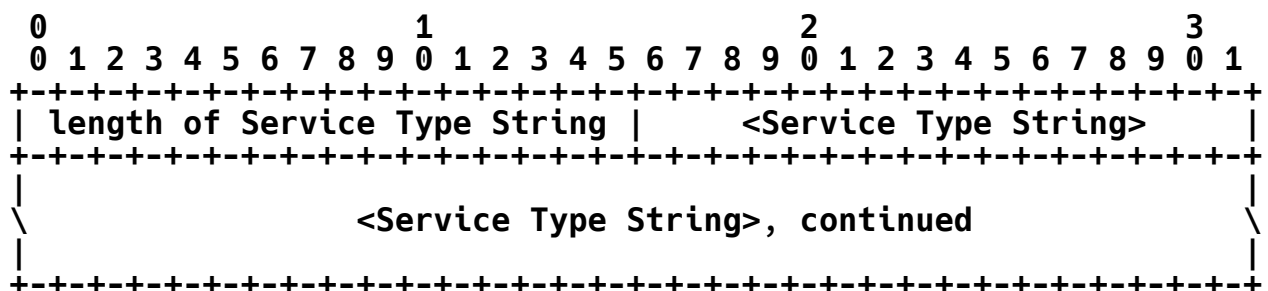 0                   1                   2                   3
 0 1 2 3 4 5 6 7 8 9 0 1 2 3 4 5 6 7 8 9 0 1 2 3 4 5 6 7 8 9 0 1
+-+-+-+-+-+-+-+-+-+-+-+-+-+-+-+-+-+-+-+-+-+-+-+-+-+-+-+-+-+-+-+-+
| length of Service Type String |     <Service Type String>     |
+-+-+-+-+-+-+-+-+-+-+-+-+-+-+-+-+-+-+-+-+-+-+-+-+-+-+-+-+-+-+-+-+
|                                                               |
\                 <Service Type String>, continued              \
|                                                               |
+-+-+-+-+-+-+-+-+-+-+-+-+-+-+-+-+-+-+-+-+-+-+-+-+-+-+-+-+-+-+-+-+